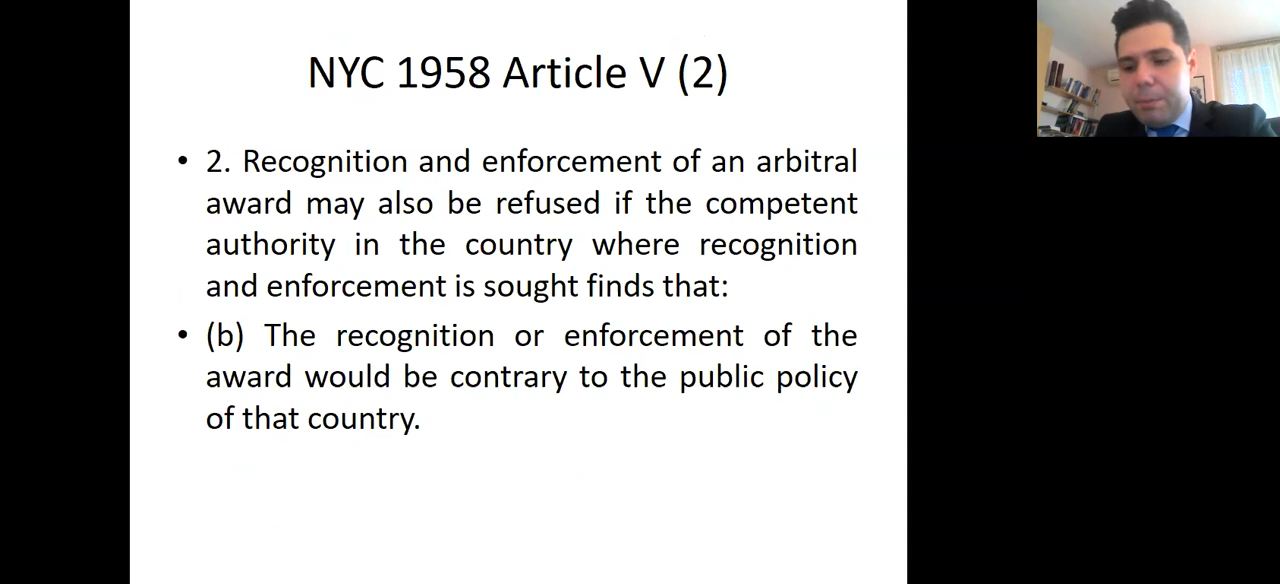 NYC 1958 Article V (2)
• 2. Recognition and enforcement of an arbitral
award may also be refused if the competent
authority in the country where recognition
and enforcement is sought finds that:
• (b) The recognition or enforcement of the
award would be contrary to the public policy
of that country.